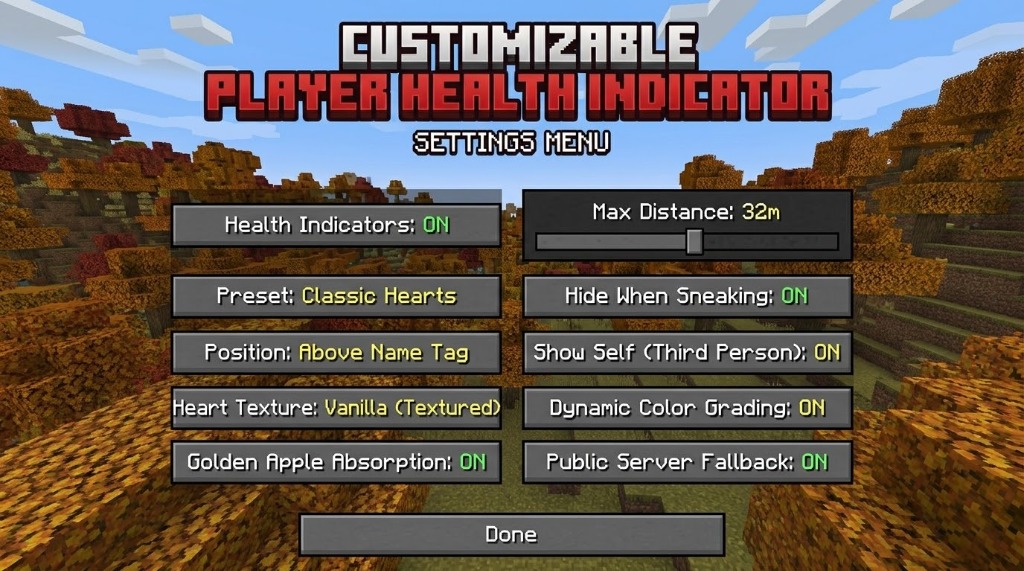 CUSTOMIZABLE
PLAYER HEALTH INDICATOR
SETTINGS MENU
Health Indicators: ON
Max Distance: 32m
Preset: Classic Hearts
Hide When Sneaking: ON
Position: Above Name Tag
Show Self (Third Person): ON
Heart Texture: Vanilla (Textured)
Dynamic Color Grading: ON
Golden Apple Absorption: ON
Public Server Fallback: ON
Done